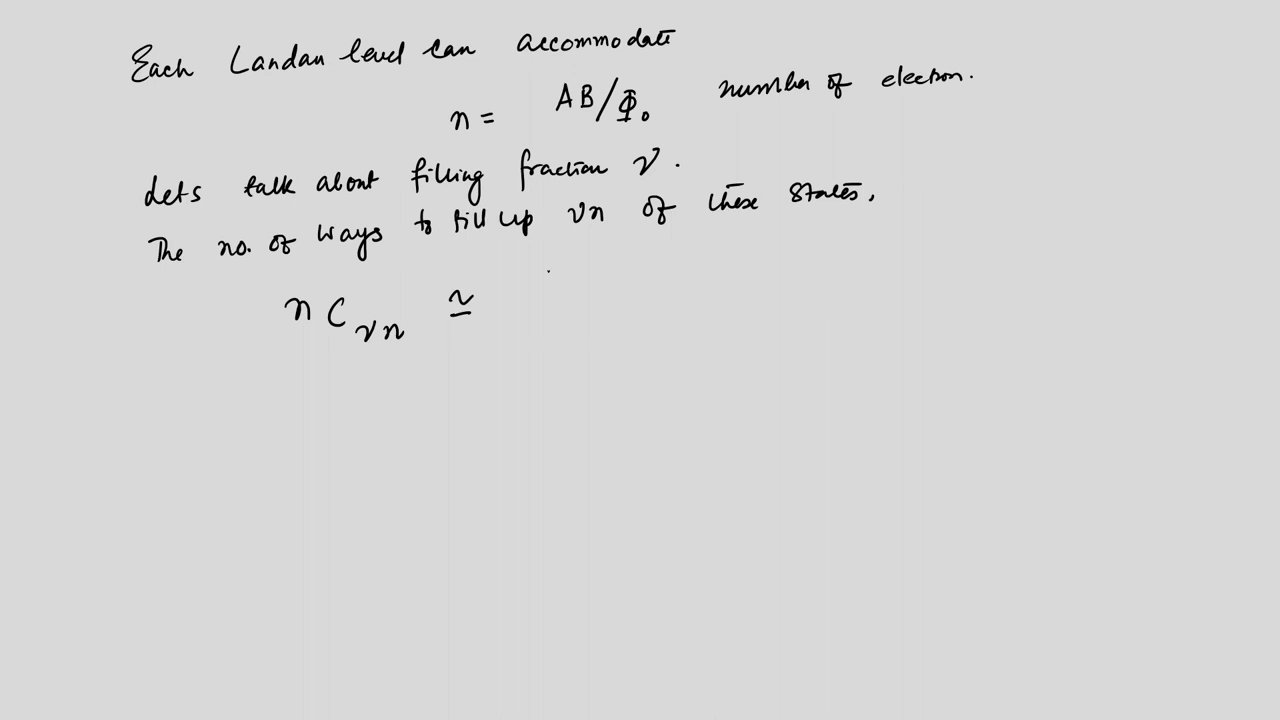 Each Landau level can accommodate
n = AB/Φ₀ number of electron.
Lets talk about filling fraction ν.
The no. of ways to fill up νn of these states,
n C νn ≃